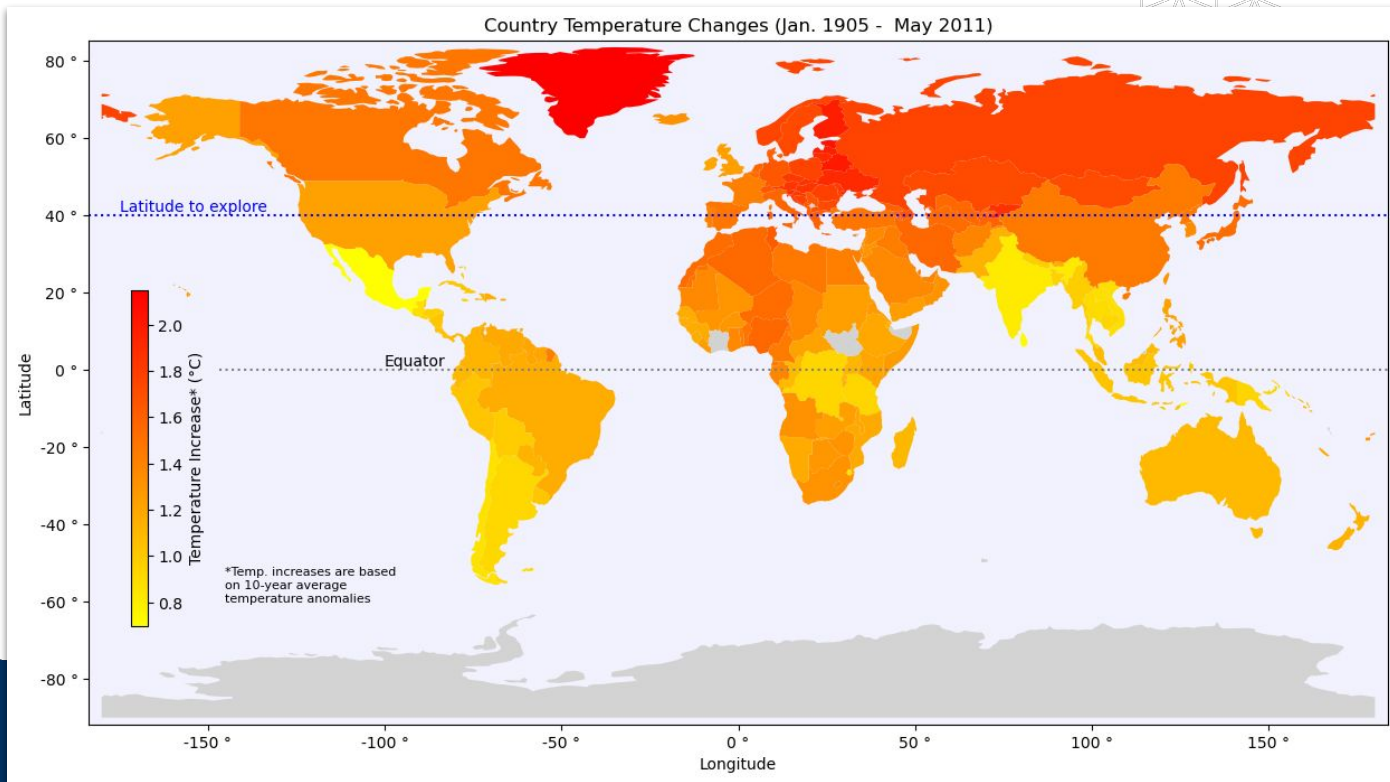 Country Temperature Changes (Jan. 1905 -  May 2011)
80 °
60 °
Latitude to explore
40 °
20 °
2.0
1.8
Equator
0 °
1.6
Latitude
Temperature Increase* (°C)
-20 °
1.4
1.2
-40 °
1.0
*Temp. increases are based
on 10-year average
temperature anomalies
0.8
-60 °
-80 °
-150 °
-100 °
-50 °
0 °
50 °
100 °
150 °
Longitude